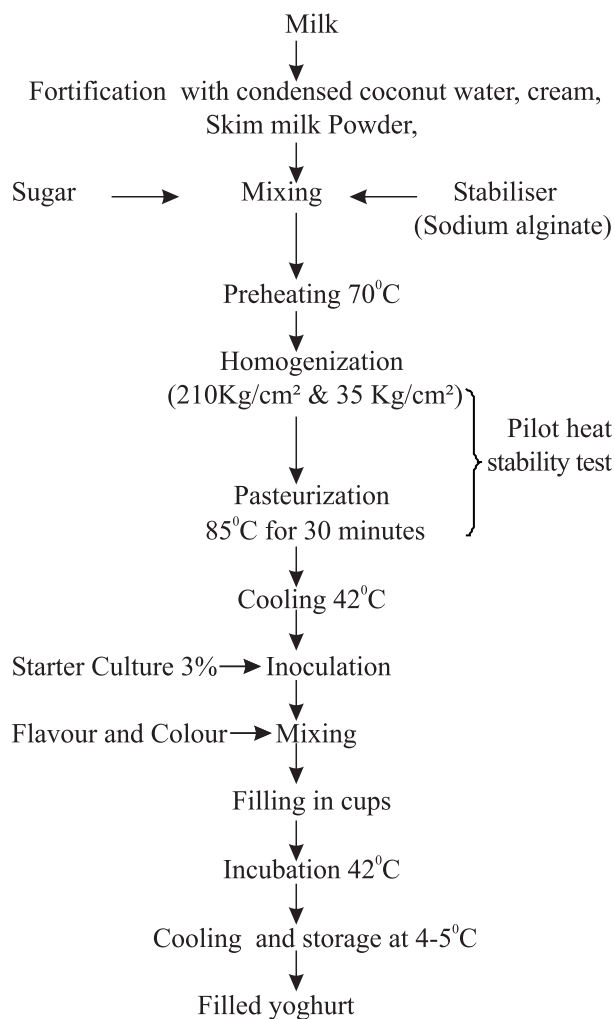 Milk
Fortification with condensed coconut water, cream,
Skim milk Powder,
Sugar
Mixing
Stabiliser
(Sodium alginate)
Preheating 70⁰C
Homogenization
(210Kg/cm² & 35 Kg/cm²)
Pilot heat
stability test
Pasteurization
85⁰C for 30 minutes
Cooling 42⁰C
Starter Culture 3%
Inoculation
Flavour and Colour
Mixing
Filling in cups
Incubation 42⁰C
Cooling and storage at 4-5⁰C
Filled yoghurt